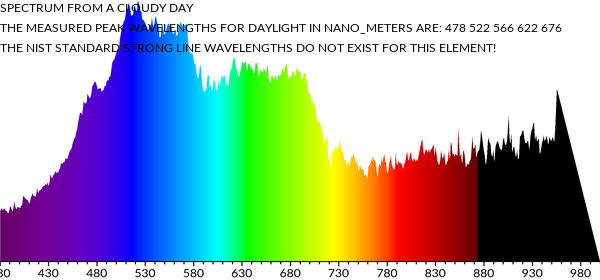 SPECTRUM FROM A CLOUDY DAY
THE MEASURED PEAK WAVELENGTHS FOR DAYLIGHT IN NANO_METERS ARE: 478 522 566 622 676
THE NIST STANDARD STRONG LINE WAVELENGTHS DO NOT EXIST FOR THIS ELEMENT!
80 430 480 530 580 630 680 730 780 830 880 930 980